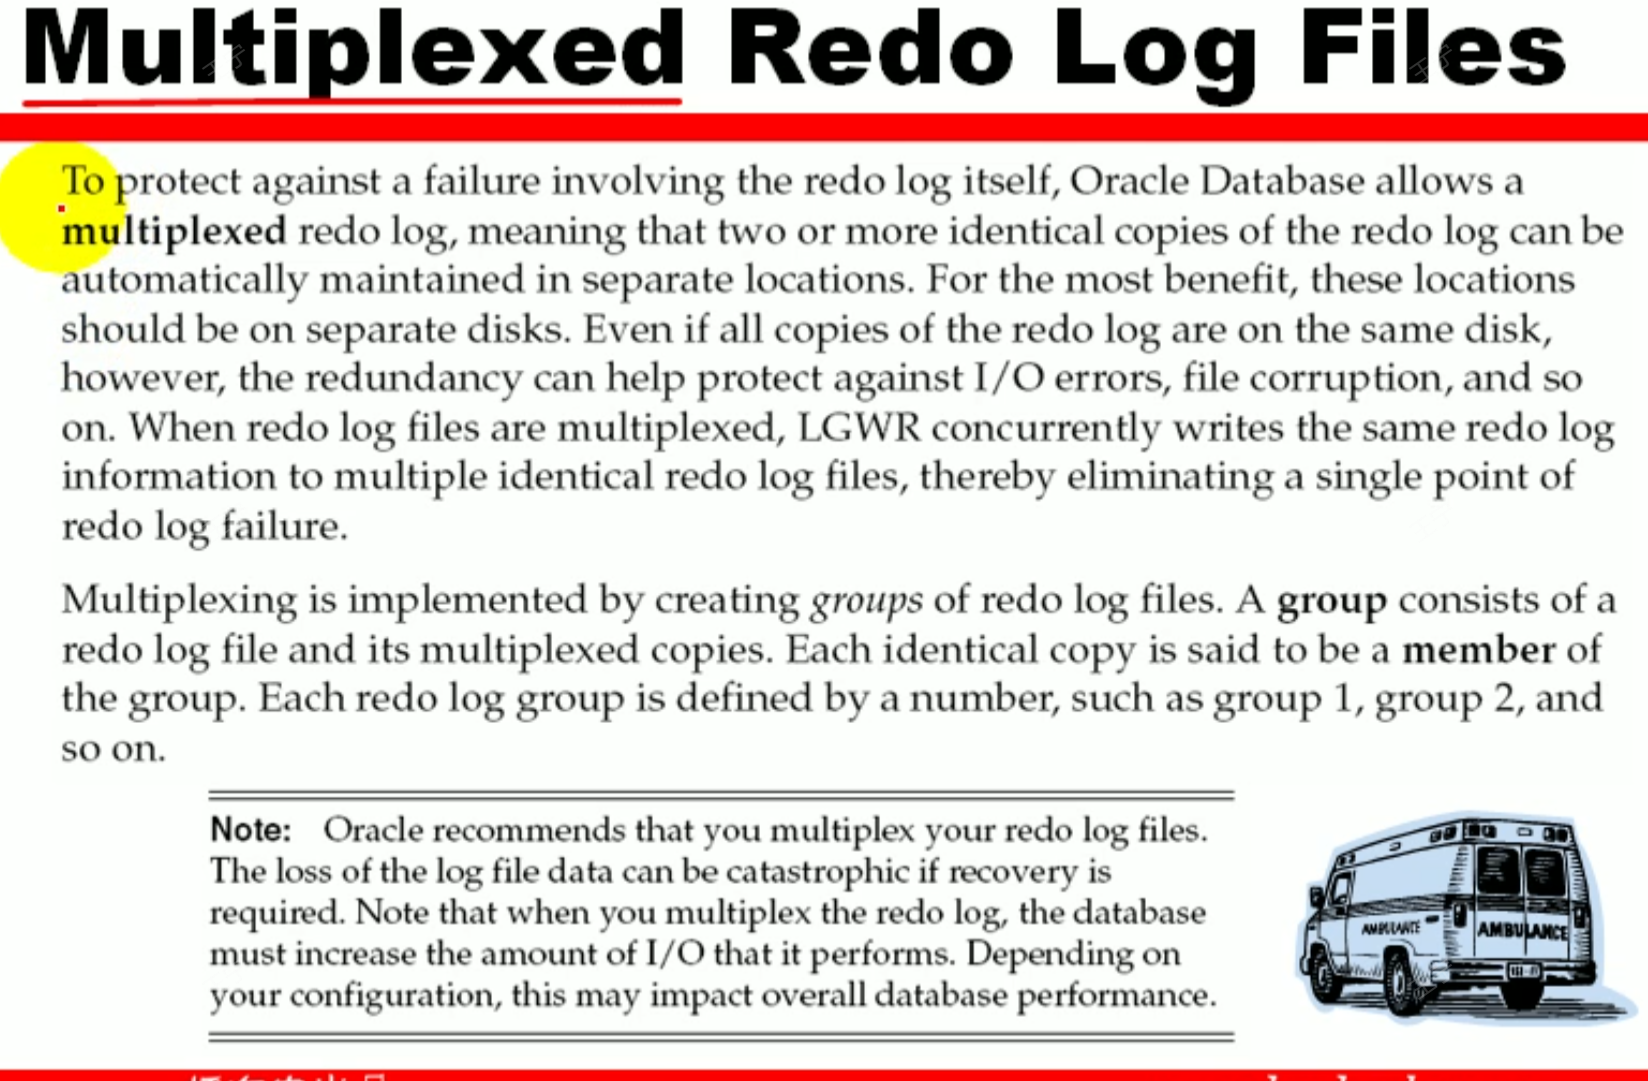 Multiplexed Redo Log Files
To protect against a failure involving the redo log itself, Oracle Database allows a
multiplexed redo log, meaning that two or more identical copies of the redo log can be
automatically maintained in separate locations. For the most benefit, these locations
should be on separate disks. Even if all copies of the redo log are on the same disk,
however, the redundancy can help protect against I/O errors, file corruption, and so
on. When redo log files are multiplexed, LGWR concurrently writes the same redo log
information to multiple identical redo log files, thereby eliminating a single point of
redo log failure.
Multiplexing is implemented by creating groups of redo log files. A group consists of a
redo log file and its multiplexed copies. Each identical copy is said to be a member of
the group. Each redo log group is defined by a number, such as group 1, group 2, and
so on.
Note: Oracle recommends that you multiplex your redo log files.
The loss of the log file data can be catastrophic if recovery is
required. Note that when you multiplex the redo log, the database
must increase the amount of I/O that it performs. Depending on
your configuration, this may impact overall database performance.
AMBULANCE
AMBULANCE